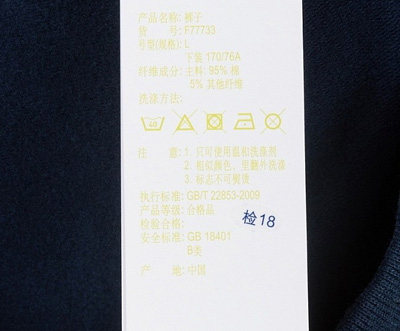 产品名称: 裤子
货 号: F77733
号型(规格): L
下装 170/76A
纤维成分: 主料: 95% 棉
5% 其他纤维
洗涤方法:
40
注 意: 1. 只可使用温和洗涤剂
2. 相似颜色，里翻外洗涤
3. 标志不可熨烫
执行标准: GB/T 22853-2009
产品等级: 合格品
检验合格:
检18
安全标准: GB 18401
B类
产 地: 中国